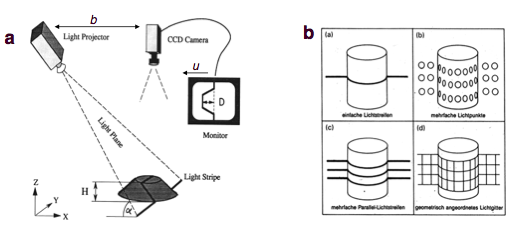 a
b
Light Projector
CCD Camera
u
D
Monitor
Light Plane
Light Stripe
H
α
Z
Y
X
b
(a)
einfache Lichtstreifen
(b)
mehrfache Lichtpunkte
(c)
mehrfache Parallel-Lichtstreifen
(d)
geometrisch angeordnetes Lichtgitter